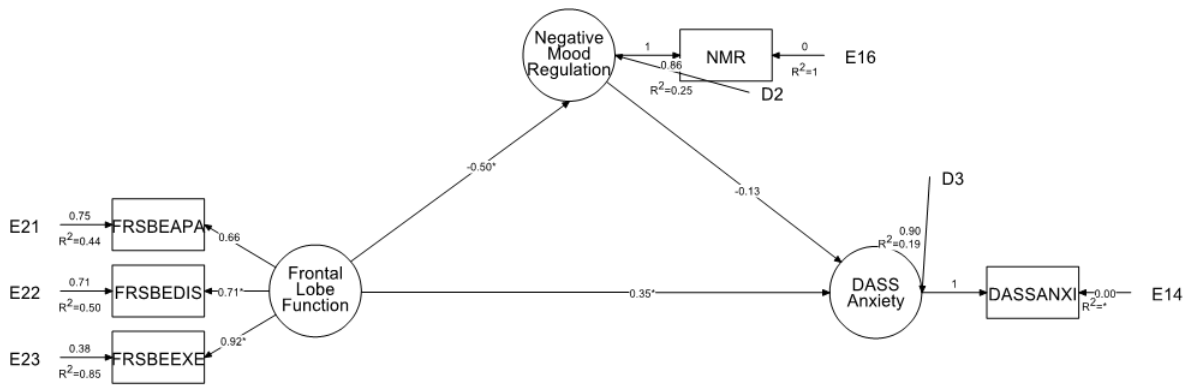 Negative
Mood
Regulation
1
0.86
R²=0.25
NMR
0
R²=1
E16
D2
-0.50*
-0.13
D3
E21
0.75
R²=0.44
FRSBEAPA
0.66
E22
0.71
R²=0.50
FRSBEDIS
0.71*
E23
0.38
R²=0.85
FRSBEEXE
0.92*
Frontal
Lobe
Function
0.35*
0.90
R²=0.19
DASS
Anxiety
1
DASSANXI
0.00
R²=*
E14